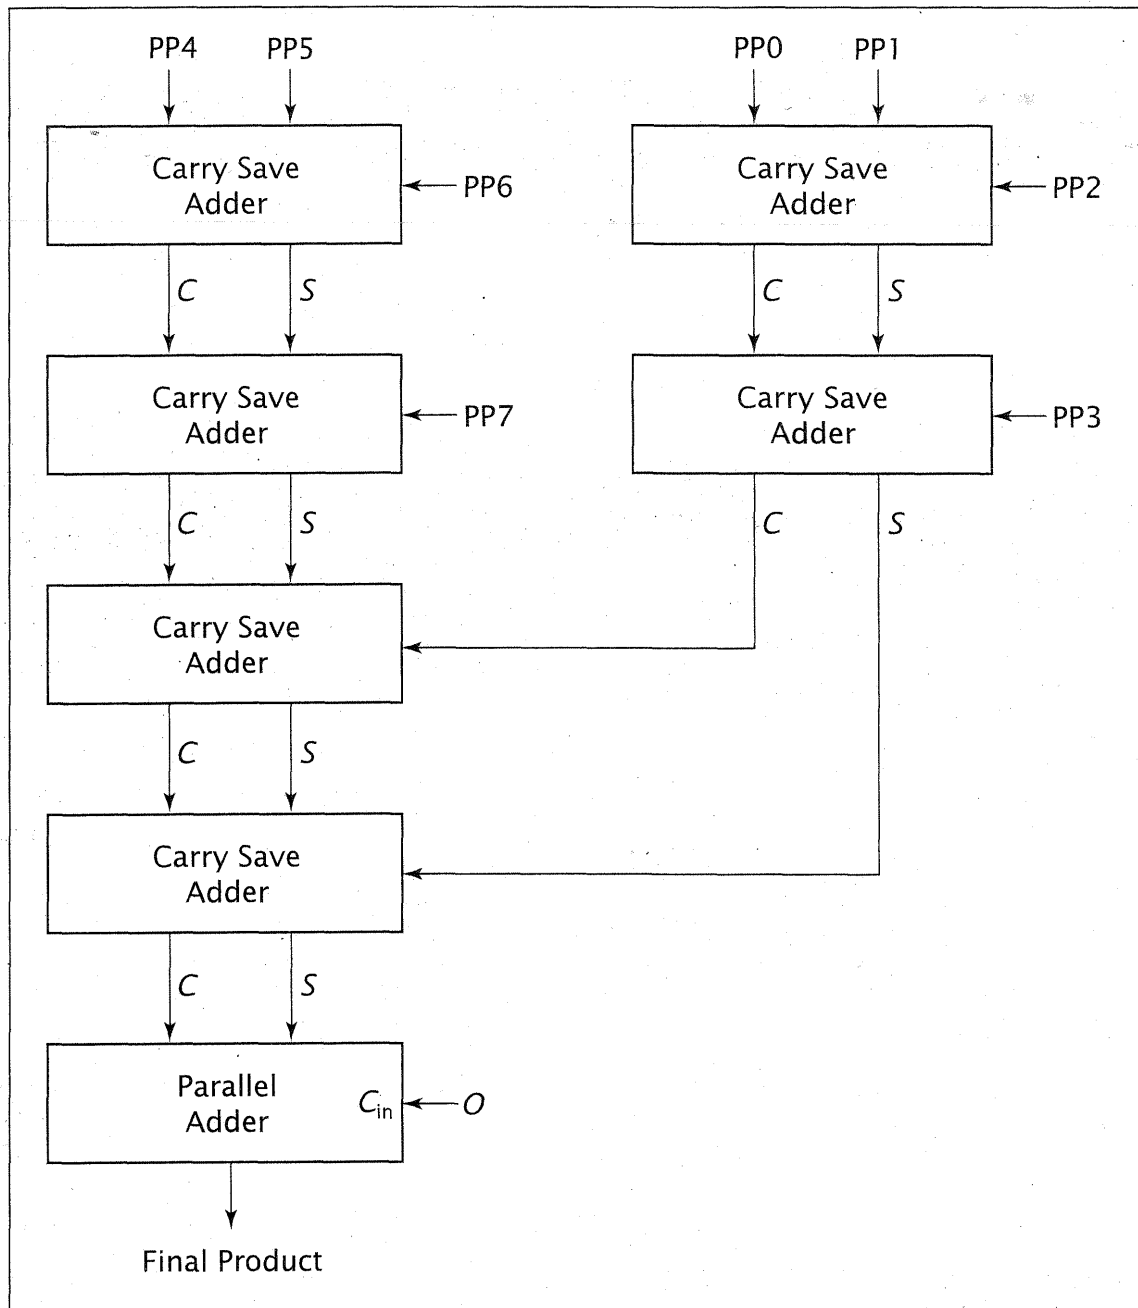 PP4 PP5 PP0 PP1
Carry Save
Adder
PP6
Carry Save
Adder
PP2
C S C S
Carry Save
Adder
PP7
Carry Save
Adder
PP3
C S C S
Carry Save
Adder
C S
Carry Save
Adder
C S
Parallel
Adder
Cin
O
Final Product